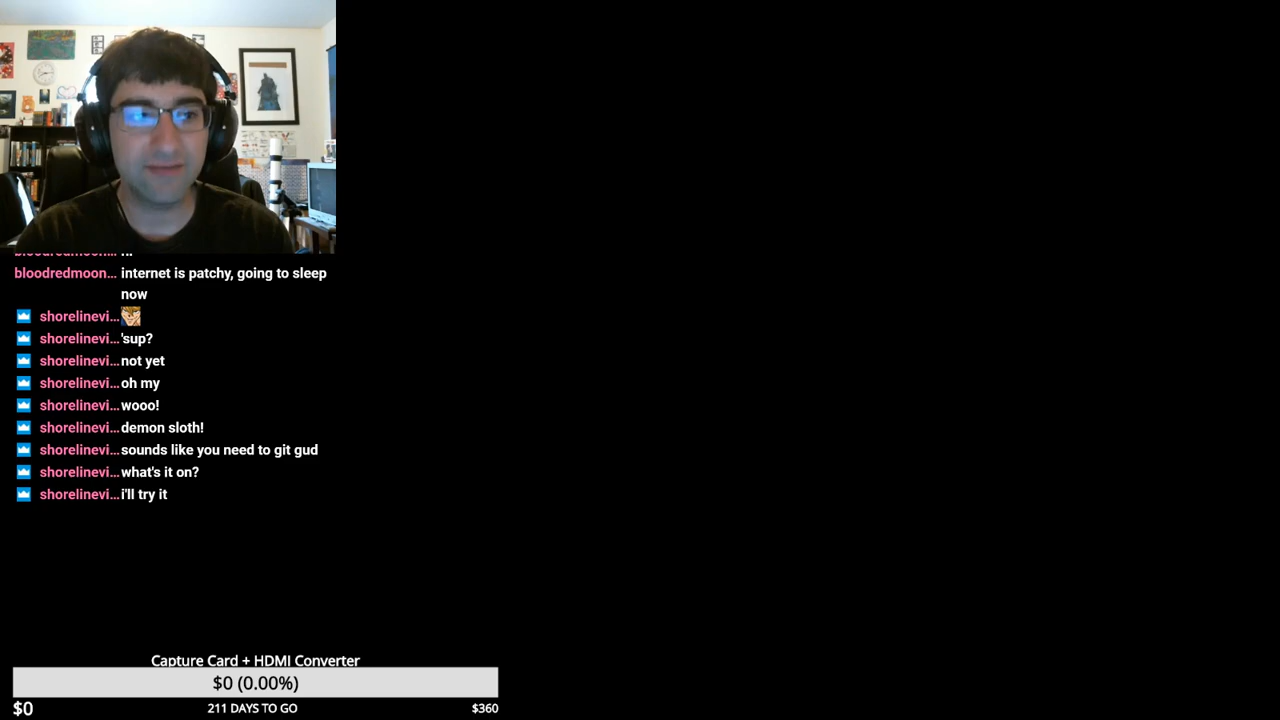 bloodredmoon... internet is patchy, going to sleep
now
shorelinevi...
shorelinevi... 'sup?
shorelinevi... not yet
shorelinevi... oh my
shorelinevi... wooo!
shorelinevi... demon sloth!
shorelinevi... sounds like you need to git gud
shorelinevi... what's it on?
shorelinevi... i'll try it
Capture Card + HDMI Converter
$0 (0.00%)
$0 211 DAYS TO GO $360